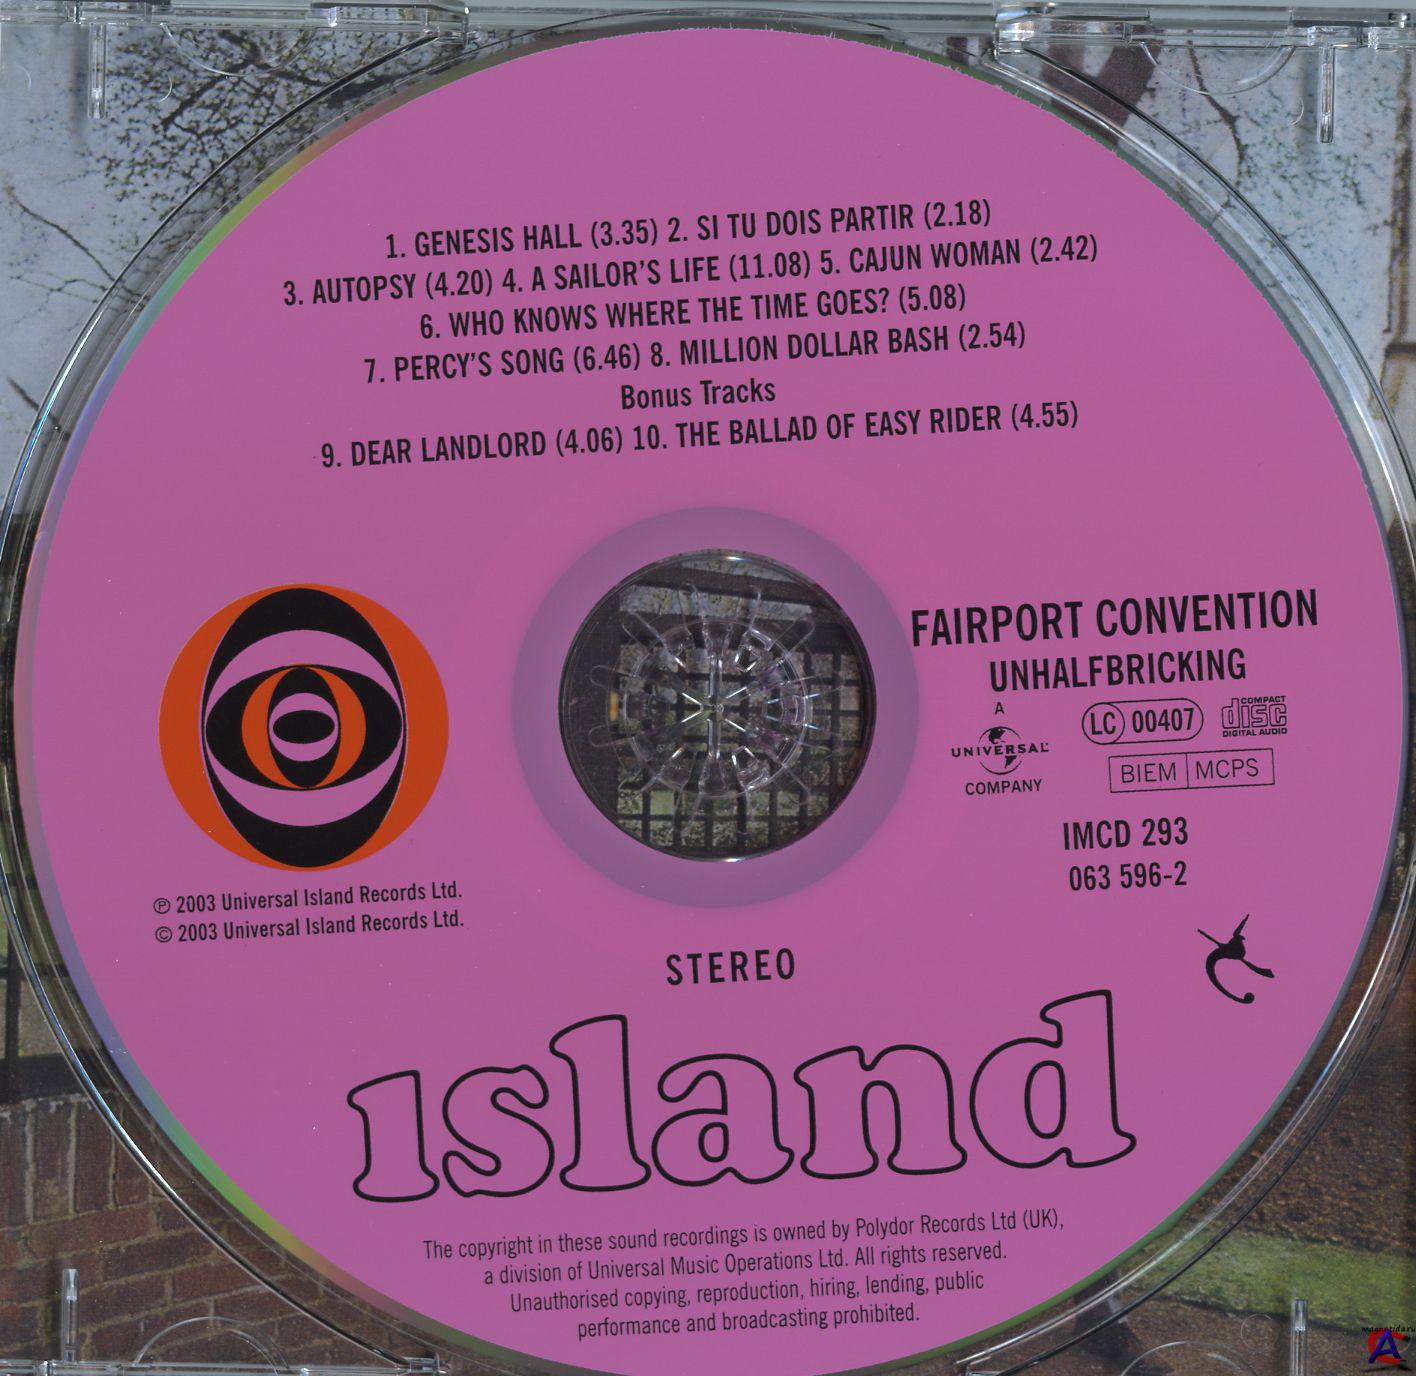 1. GENESIS HALL (3.35) 2. SI TU DOIS PARTIR (2.18)
3. AUTOPSY (4.20) 4. A SAILOR'S LIFE (11.08) 5. CAJUN WOMAN (2.42)
6. WHO KNOWS WHERE THE TIME GOES? (5.08)
7. PERCY'S SONG (6.46) 8. MILLION DOLLAR BASH (2.54)
Bonus Tracks
9. DEAR LANDLORD (4.06) 10. THE BALLAD OF EASY RIDER (4.55)
FAIRPORT CONVENTION
UNHALFBRICKING
A
UNIVERSAL
COMPANY
LC 00407
COMPACT
disc
DIGITAL AUDIO
BIEM MCPS
IMCD 293
063 596-2
℗ 2003 Universal Island Records Ltd.
© 2003 Universal Island Records Ltd.
STEREO
ısland
The copyright in these sound recordings is owned by Polydor Records Ltd (UK),
a division of Universal Music Operations Ltd. All rights reserved.
Unauthorised copying, reproduction, hiring, lending, public
performance and broadcasting prohibited.
magnetida.ru